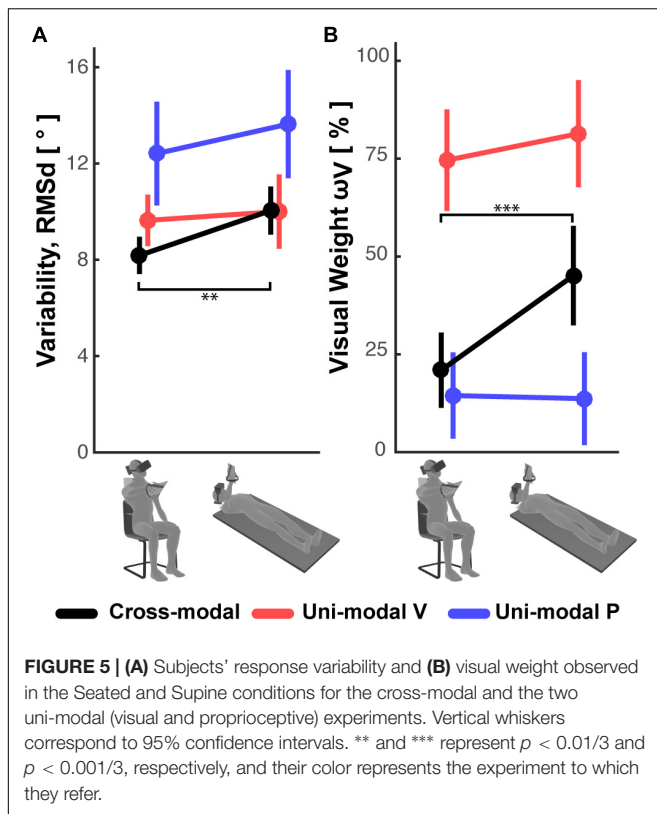 A
B
16
12
8
4
0
Variability, RMSd [ ° ]
**
100
75
50
25
0
Visual Weight ωV [ % ]
***
Cross-modal Uni-modal V Uni-modal P
FIGURE 5 | (A) Subjects' response variability and (B) visual weight observed
in the Seated and Supine conditions for the cross-modal and the two
uni-modal (visual and proprioceptive) experiments. Vertical whiskers
correspond to 95% confidence intervals. ** and *** represent p < 0.01/3 and
p < 0.001/3, respectively, and their color represents the experiment to which
they refer.